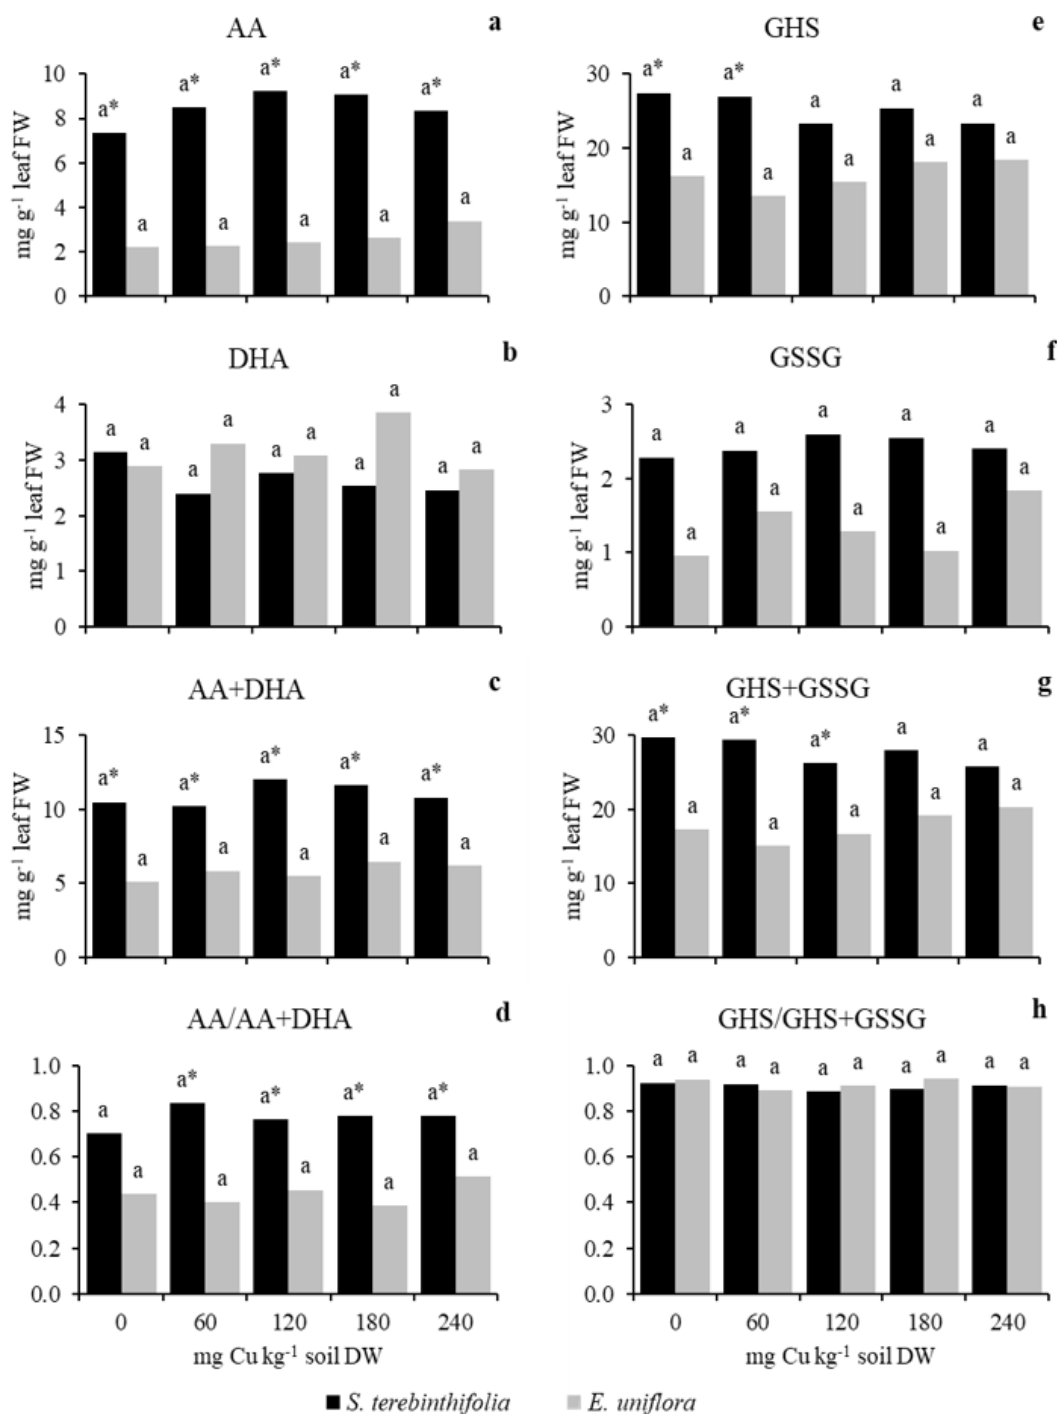 AA a
10
8
6
4
2
0
mg g⁻¹ leaf FW
a* a a* a a* a a* a a* a
GHS e
30
20
10
0
mg g⁻¹ leaf FW
a* a a* a a a a a a a
DHA b
4
3
2
1
0
mg g⁻¹ leaf FW
a a a a a a a a a a
GSSG f
3
2
1
0
mg g⁻¹ leaf FW
a a a a a a a a a a
AA+DHA c
15
10
5
0
mg g⁻¹ leaf FW
a* a a* a a* a a* a a* a
GHS+GSSG g
30
20
10
0
mg g⁻¹ leaf FW
a* a a* a a* a a a a a
AA/AA+DHA d
1.0
0.8
0.6
0.4
0.2
0.0
a a a* a a* a a* a a* a
0 60 120 180 240
mg Cu kg⁻¹ soil DW
GHS/GHS+GSSG h
1.0
0.8
0.6
0.4
0.2
0.0
a a a a a a a a a a
0 60 120 180 240
mg Cu kg⁻¹ soil DW
S. terebinthifolia E. uniflora